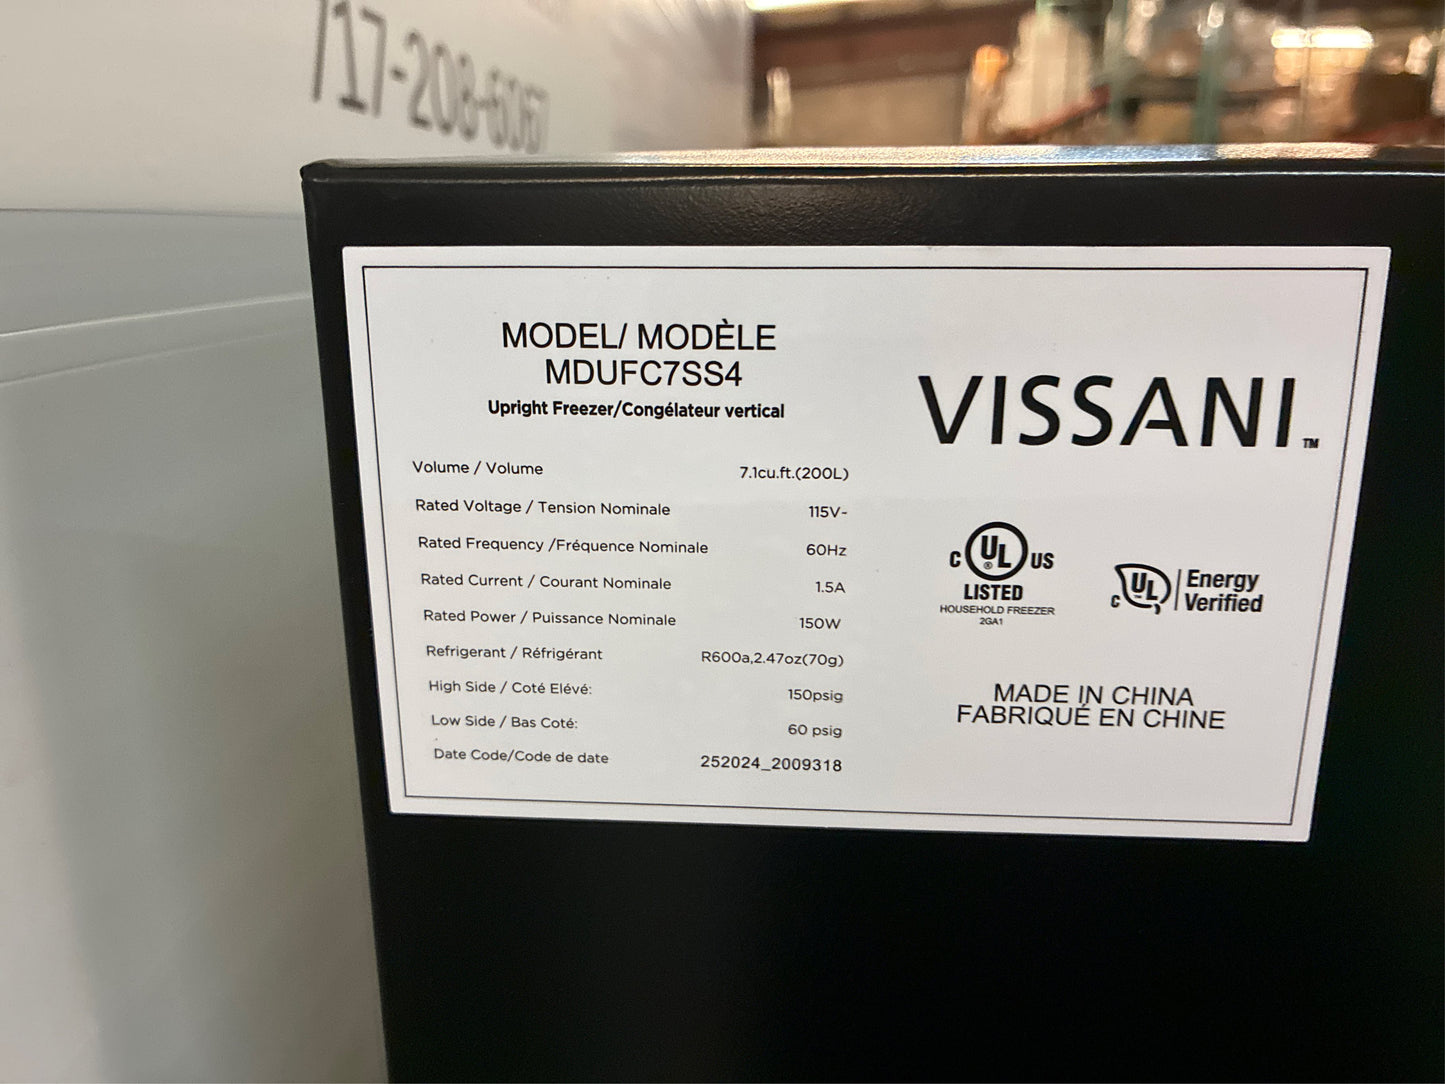 717-208-6067
MODEL/ MODÈLE
MDUFC7SS4
Upright Freezer/Congélateur vertical
Volume / Volume 7.1cu.ft.(200L)
Rated Voltage / Tension Nominale 115V~
Rated Frequency /Fréquence Nominale 60Hz
Rated Current / Courant Nominale 1.5A
Rated Power / Puissance Nominale 150W
Refrigerant / Réfrigérant R600a,2.47oz(70g)
High Side / Coté Elévé: 150psig
Low Side / Bas Coté: 60 psig
Date Code/Code de date 252024_2009318
VISSANI™
C UL® US
LISTED
HOUSEHOLD FREEZER
2GA1
c UL™ Energy
Verified
MADE IN CHINA
FABRIQUÉ EN CHINE